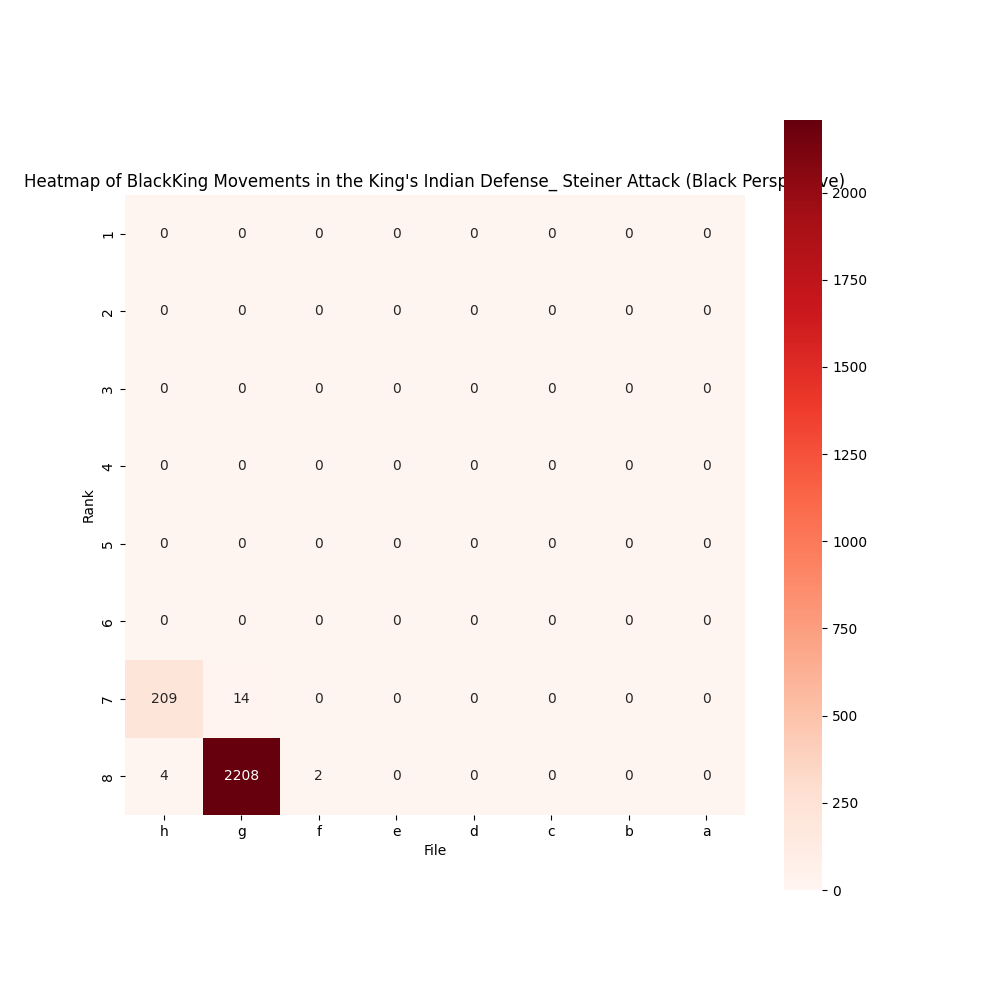 Heatmap of BlackKing Movements in the King's Indian Defense_ Steiner Attack (Black Persp ve)
2000
1 0 0 0 0 0 0 0 0
1750
2 0 0 0 0 0 0 0 0
1500
3 0 0 0 0 0 0 0 0
1250
4 0 0 0 0 0 0 0 0
Rank
1000
5 0 0 0 0 0 0 0 0
750
6 0 0 0 0 0 0 0 0
500
7 209 14 0 0 0 0 0 0
250
8 4 2208 2 0 0 0 0 0
h g f e d c b a
File
0